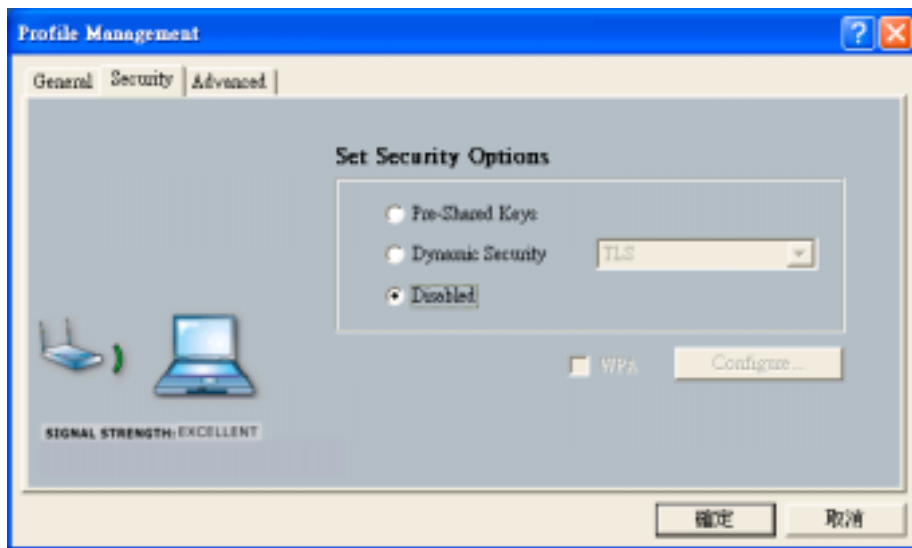 Profile Management
General Security Advanced
Set Security Options
Pre-Shared Keys
Dynamic Security TLS
Disabled
WPA Configure...
SIGNAL STRENGTH: EXCELLENT
確定 取消